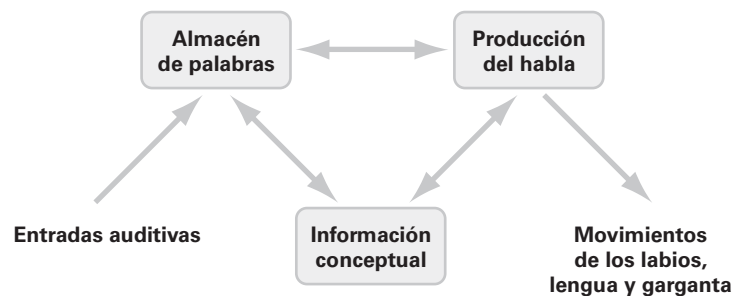 Almacén
de palabras
Producción
del habla
Entradas auditivas
Información
conceptual
Movimientos
de los labios,
lengua y garganta